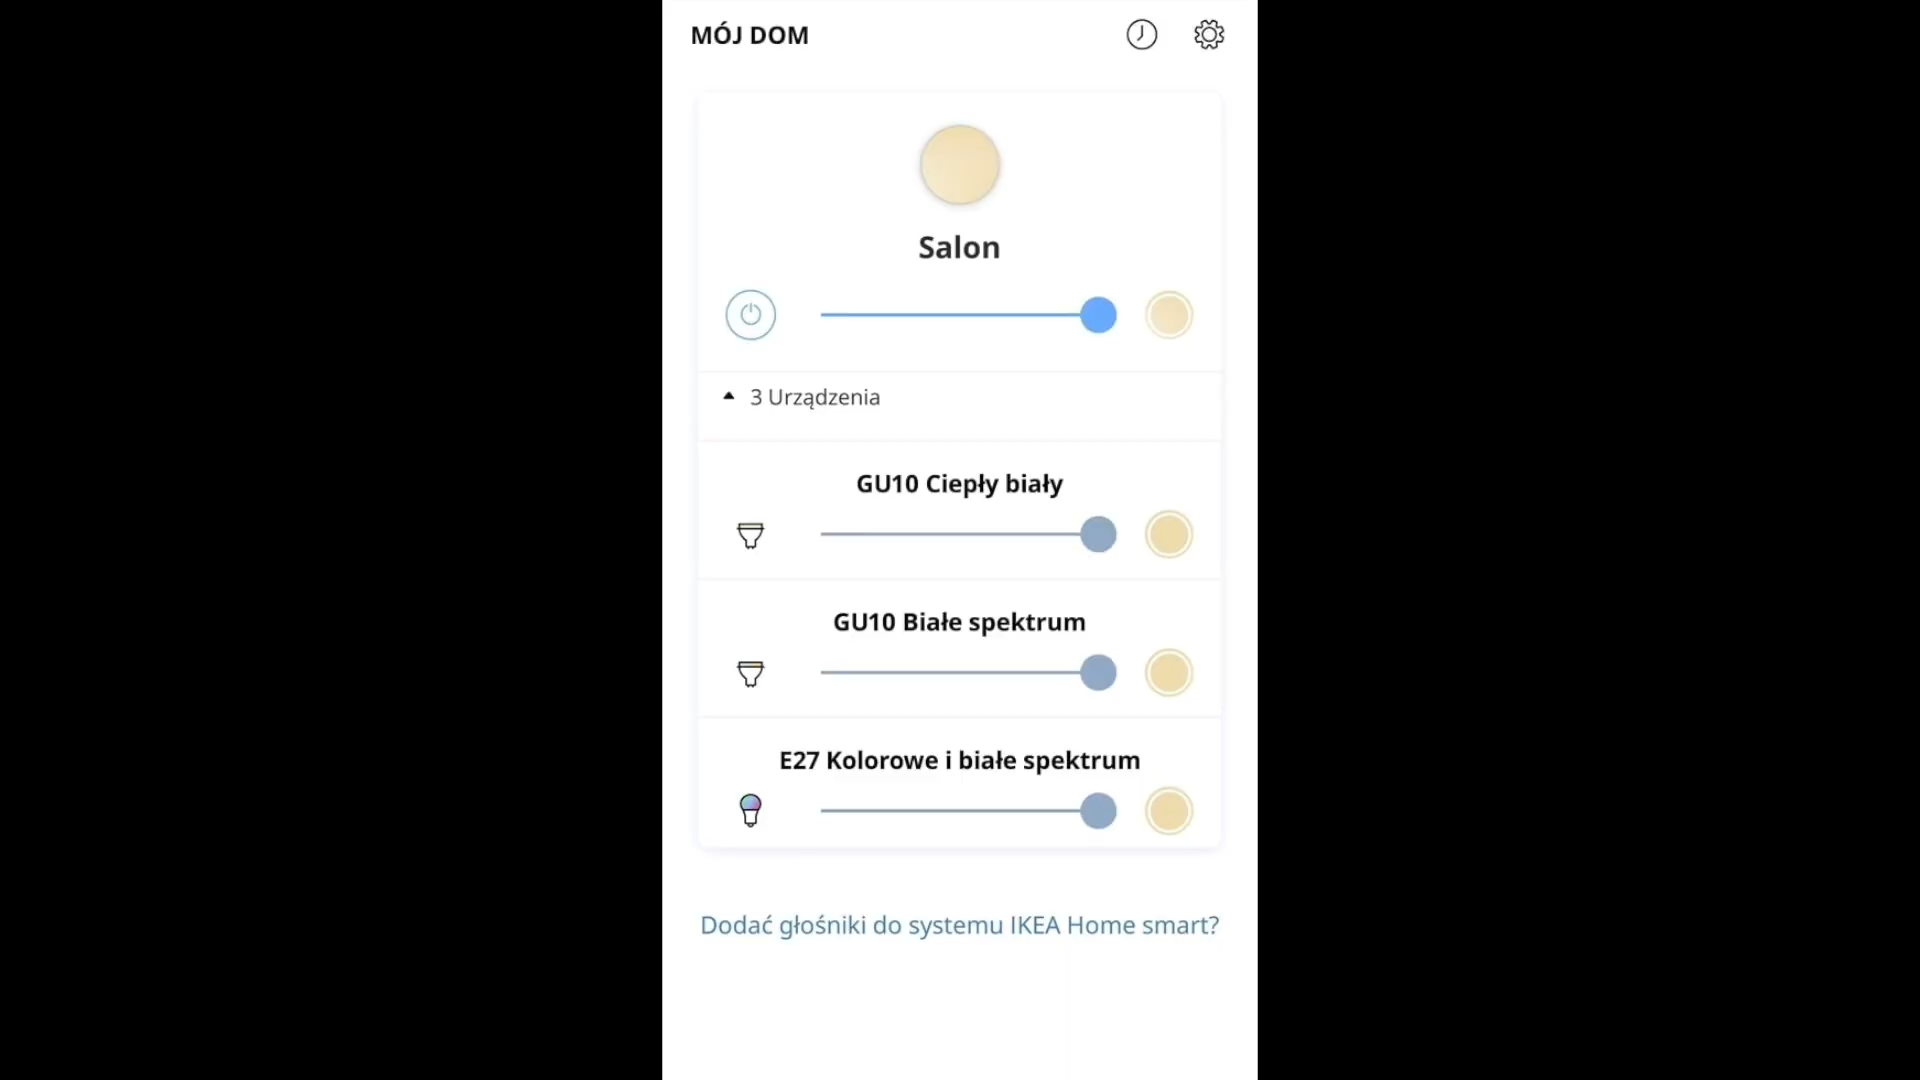 MÓJ DOM
Salon
3 Urządzenia
GU10 Ciepły biały
GU10 Białe spektrum
E27 Kolorowe i białe spektrum
Dodać głośniki do systemu IKEA Home smart?